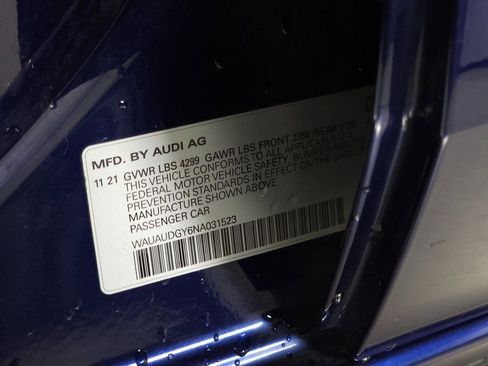 MFD. BY AUDI AG
11 21 GVWR LBS 4299 GAWR LBS FRONT 2359 /REAR 2139
THIS VEHICLE CONFORMS TO ALL APPLICABLE U.S.
FEDERAL MOTOR VEHICLE SAFETY, BUMPER AND THEFT
PREVENTION STANDARDS IN EFFECT ON THE DATE OF
MANUFACTURE SHOWN ABOVE
PASSENGER CAR
WAUAUDGY6NA031523